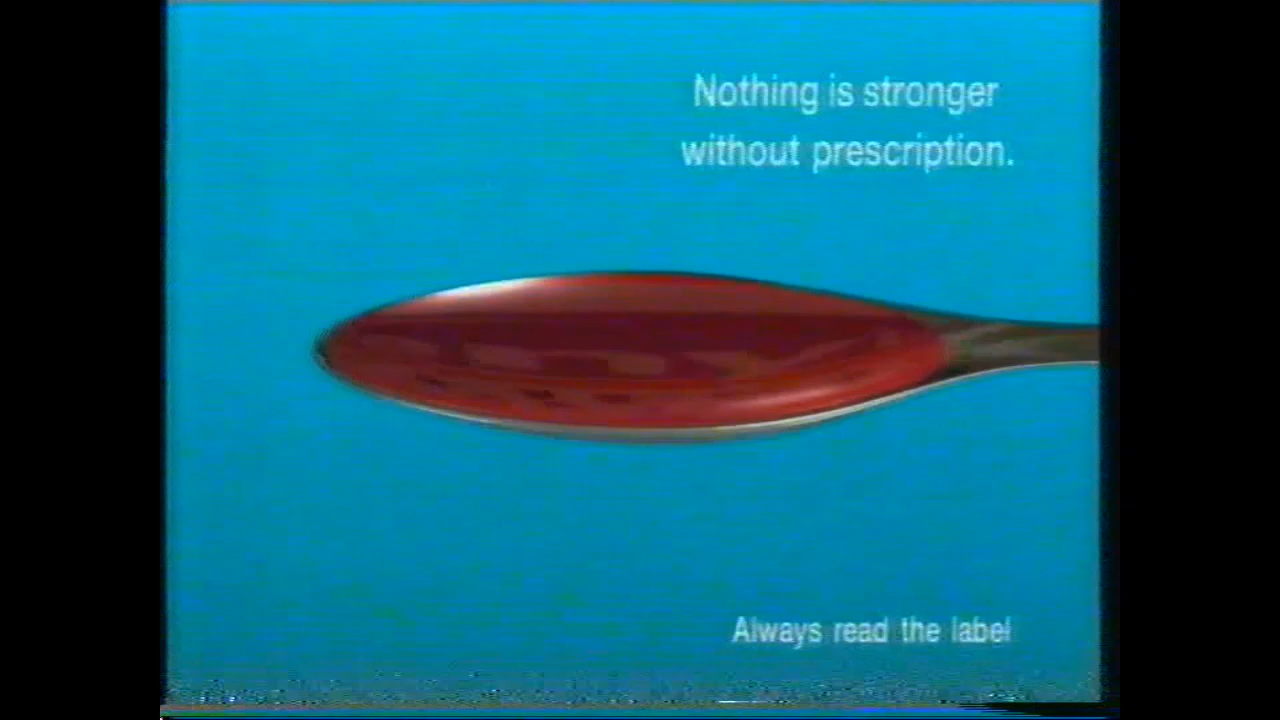 Nothing is stronger
without prescription.
Always read the label